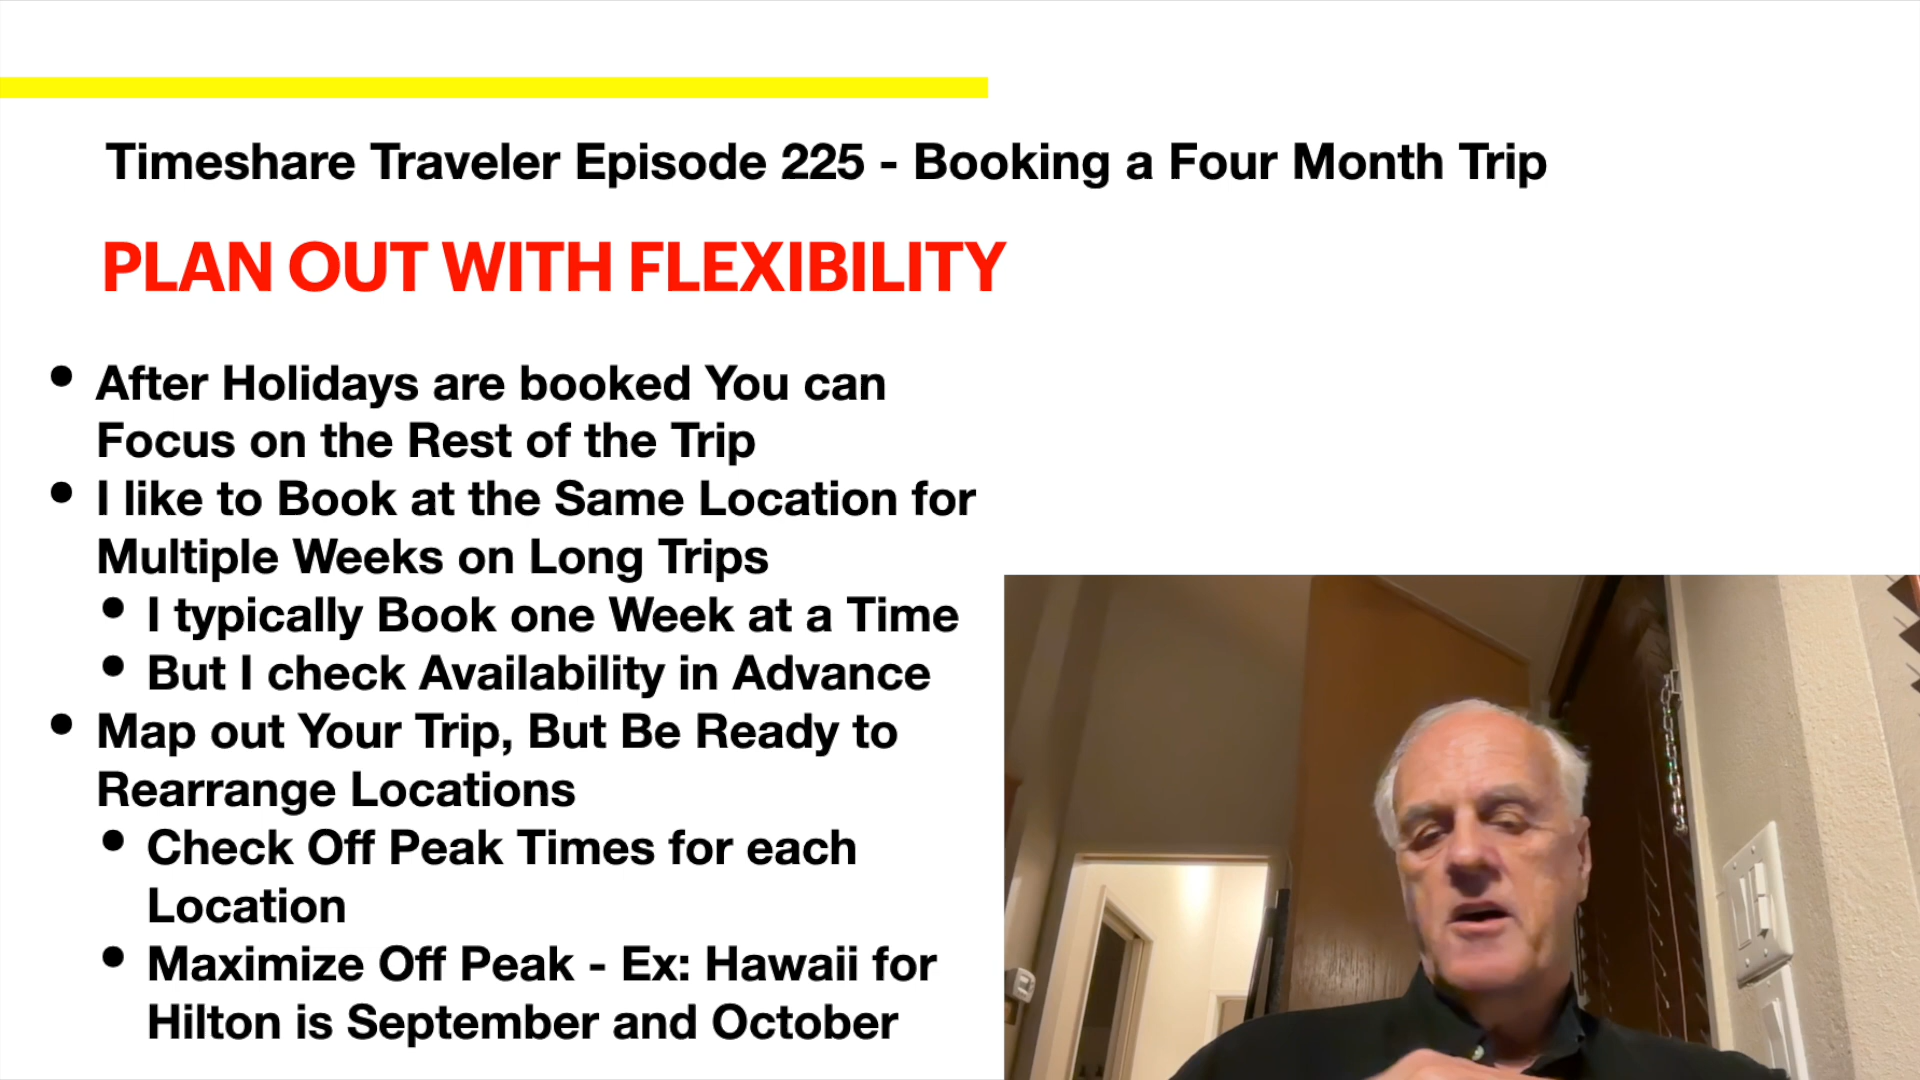 Timeshare Traveler Episode 225 - Booking a Four Month Trip
PLAN OUT WITH FLEXIBILITY
• After Holidays are booked You can
Focus on the Rest of the Trip
• I like to Book at the Same Location for
Multiple Weeks on Long Trips
• I typically Book one Week at a Time
• But I check Availability in Advance
• Map out Your Trip, But Be Ready to
Rearrange Locations
• Check Off Peak Times for each
Location
• Maximize Off Peak - Ex: Hawaii for
Hilton is September and October